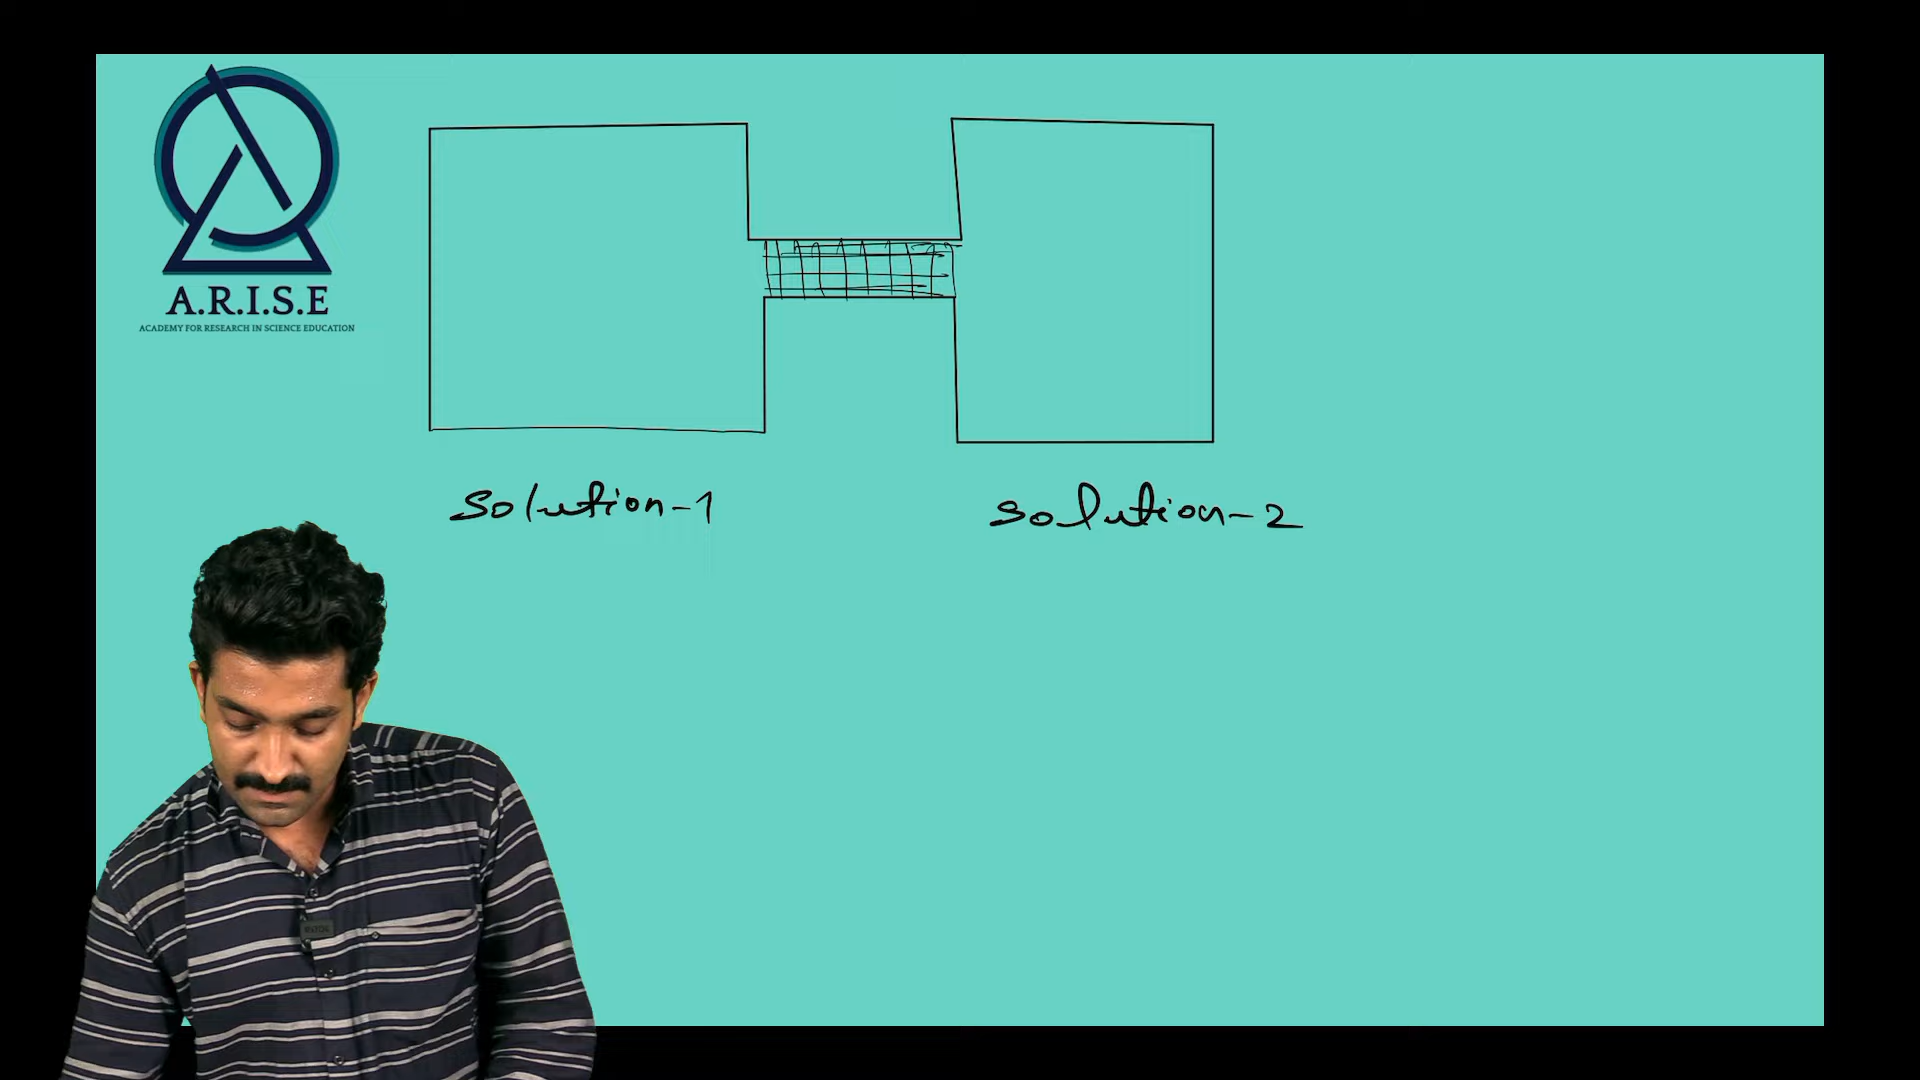 A.R.I.S.E
ACADEMY FOR RESEARCH IN SCIENCE EDUCATION
Solution-1
Solution-2